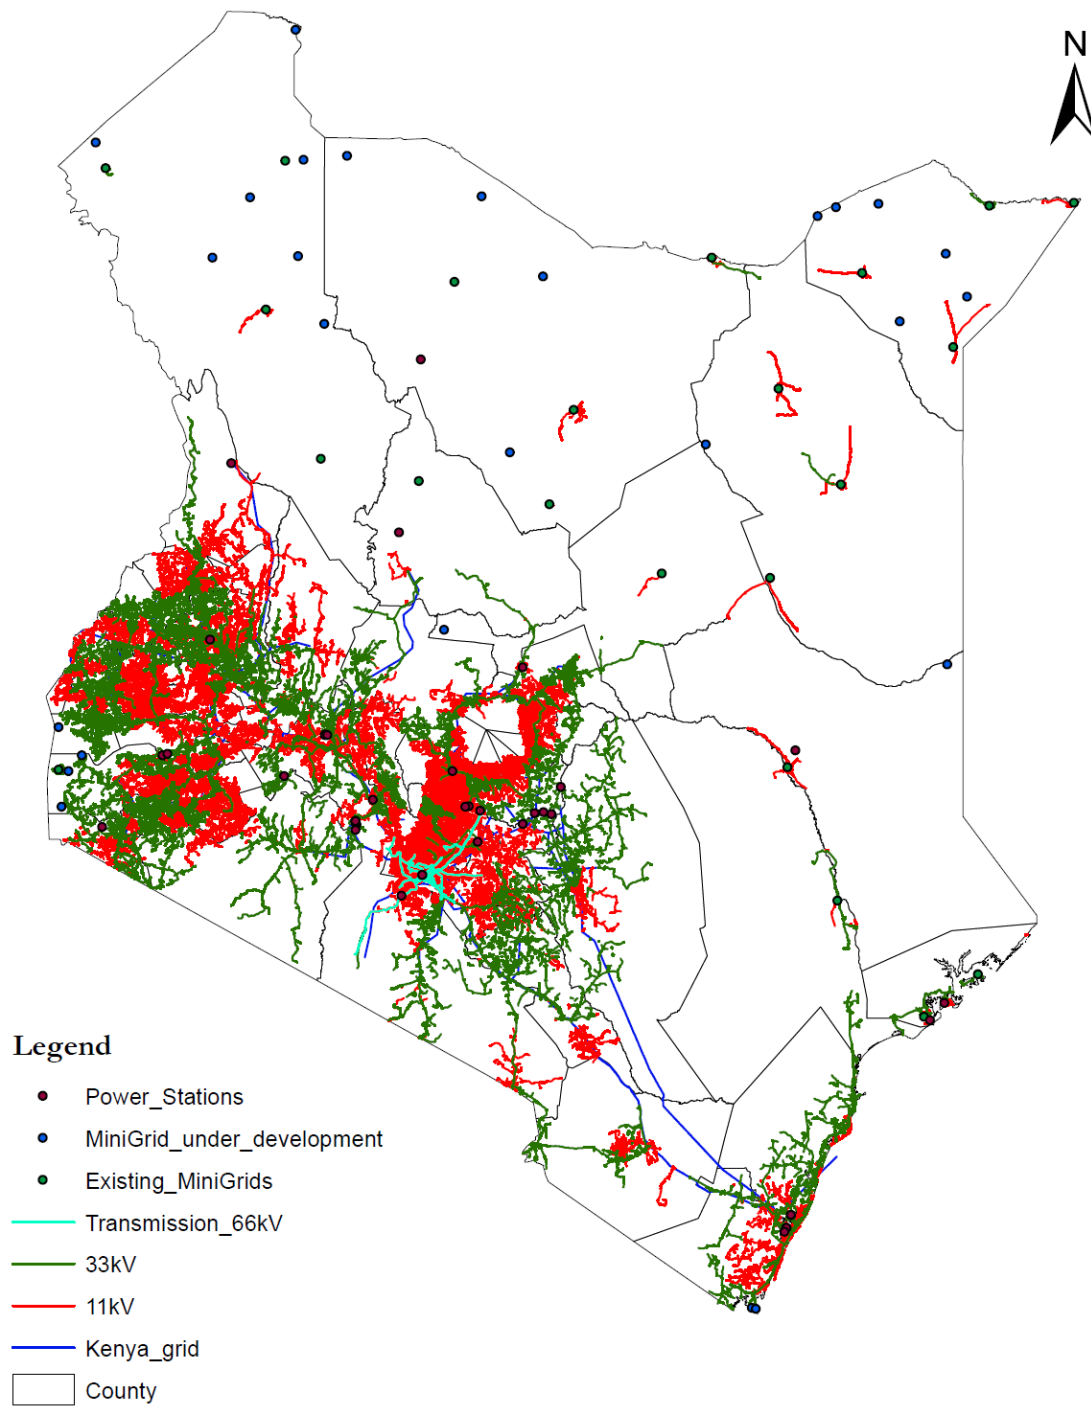 N
Legend
Power_Stations
MiniGrid_under_development
Existing_MiniGrids
Transmission_66kV
33kV
11kV
Kenya_grid
County